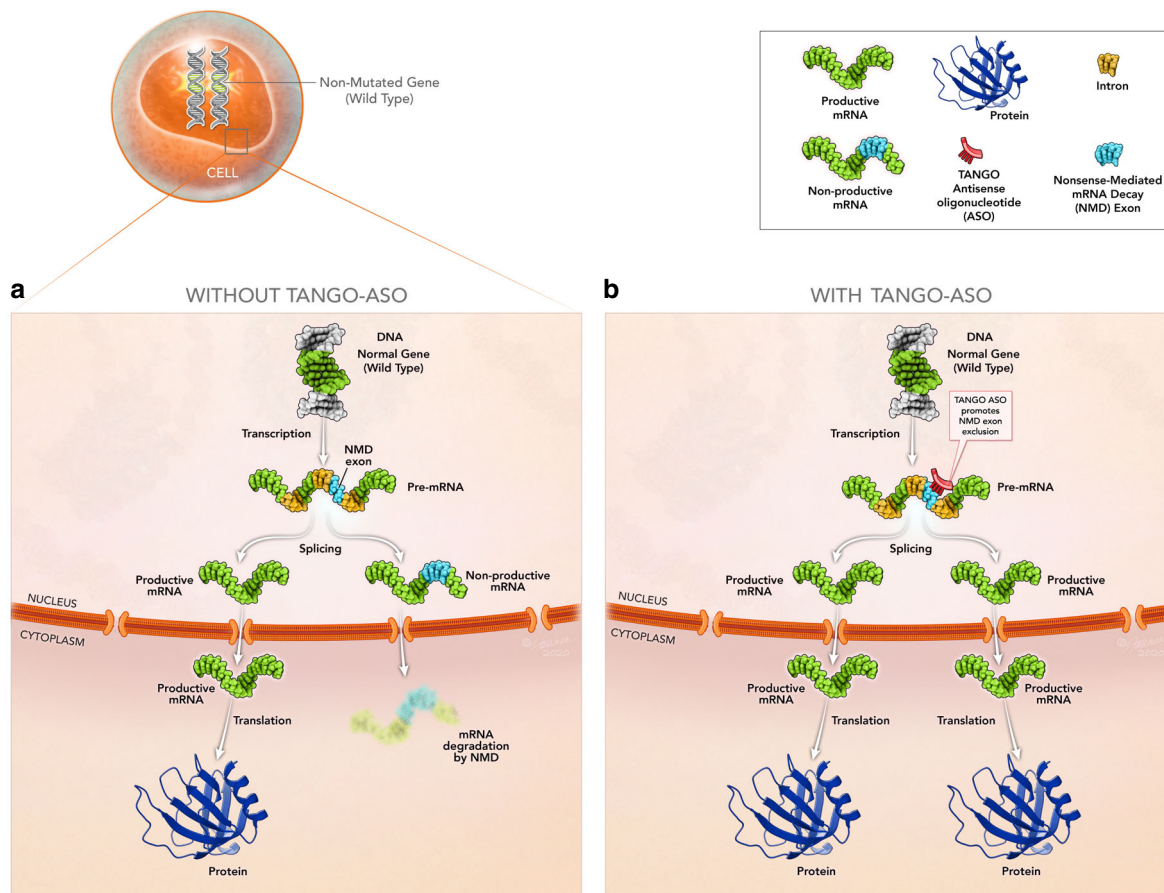 Non-Mutated Gene
(Wild Type)
CELL
Productive
mRNA
Protein
Intron
Non-productive
mRNA
TANGO
Antisense
oligonucleotide
(ASO)
Nonsense-Mediated
mRNA Decay
(NMD) Exon
a
WITHOUT TANGO-ASO
DNA
Normal Gene
(Wild Type)
Transcription
NMD
exon
Pre-mRNA
Splicing
Productive
mRNA
Non-productive
mRNA
NUCLEUS
CYTOPLASM
2020
Productive
mRNA
Translation
mRNA
degradation
by NMD
Protein
b
WITH TANGO-ASO
DNA
Normal Gene
(Wild Type)
TANGO ASO
promotes
NMD exon
exclusion
Transcription
Pre-mRNA
Splicing
Productive
mRNA
Productive
mRNA
NUCLEUS
CYTOPLASM
2020
Productive
mRNA
Productive
mRNA
Translation
Translation
Protein
Protein